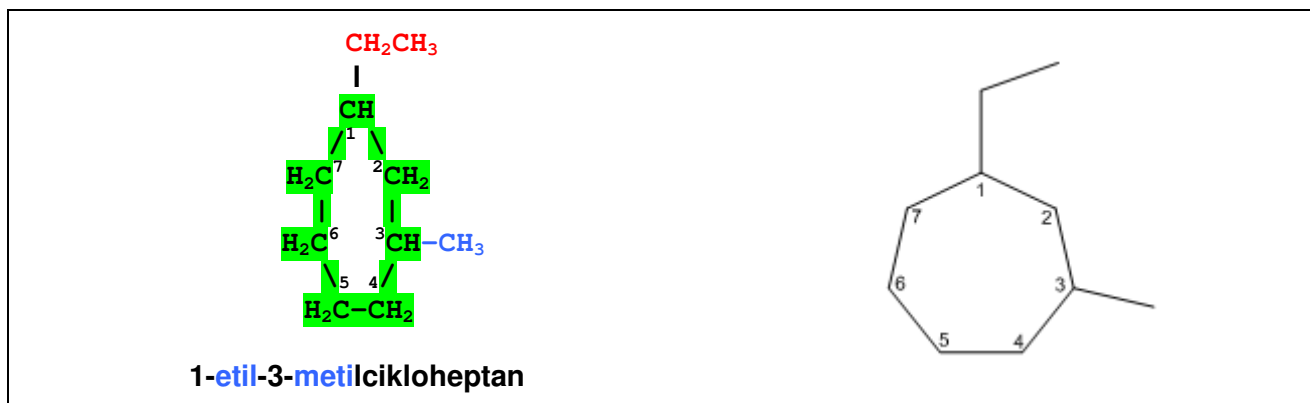 CH₂CH₃
|
CH
1
H₂C 7 2 CH₂
H₂C 6 3 CH–CH₃
5 4
H₂C–CH₂
1-etil-3-metilcikloheptan
1
7 2
6 3
5 4